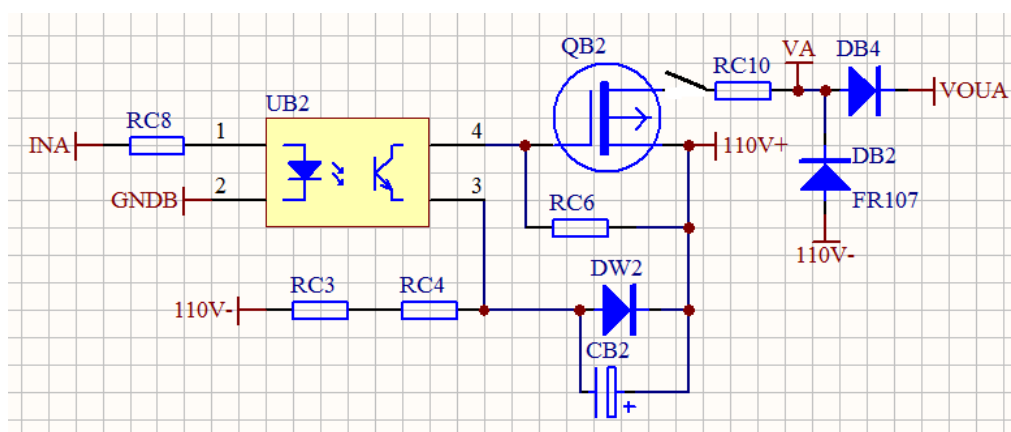 QB2
VA
DB4
RC10
VOUA
UB2
RC8
1
4
INA
110V+
DB2
2
3
GNDB
RC6
FR107
110V-
DW2
RC3
RC4
110V-
CB2
+